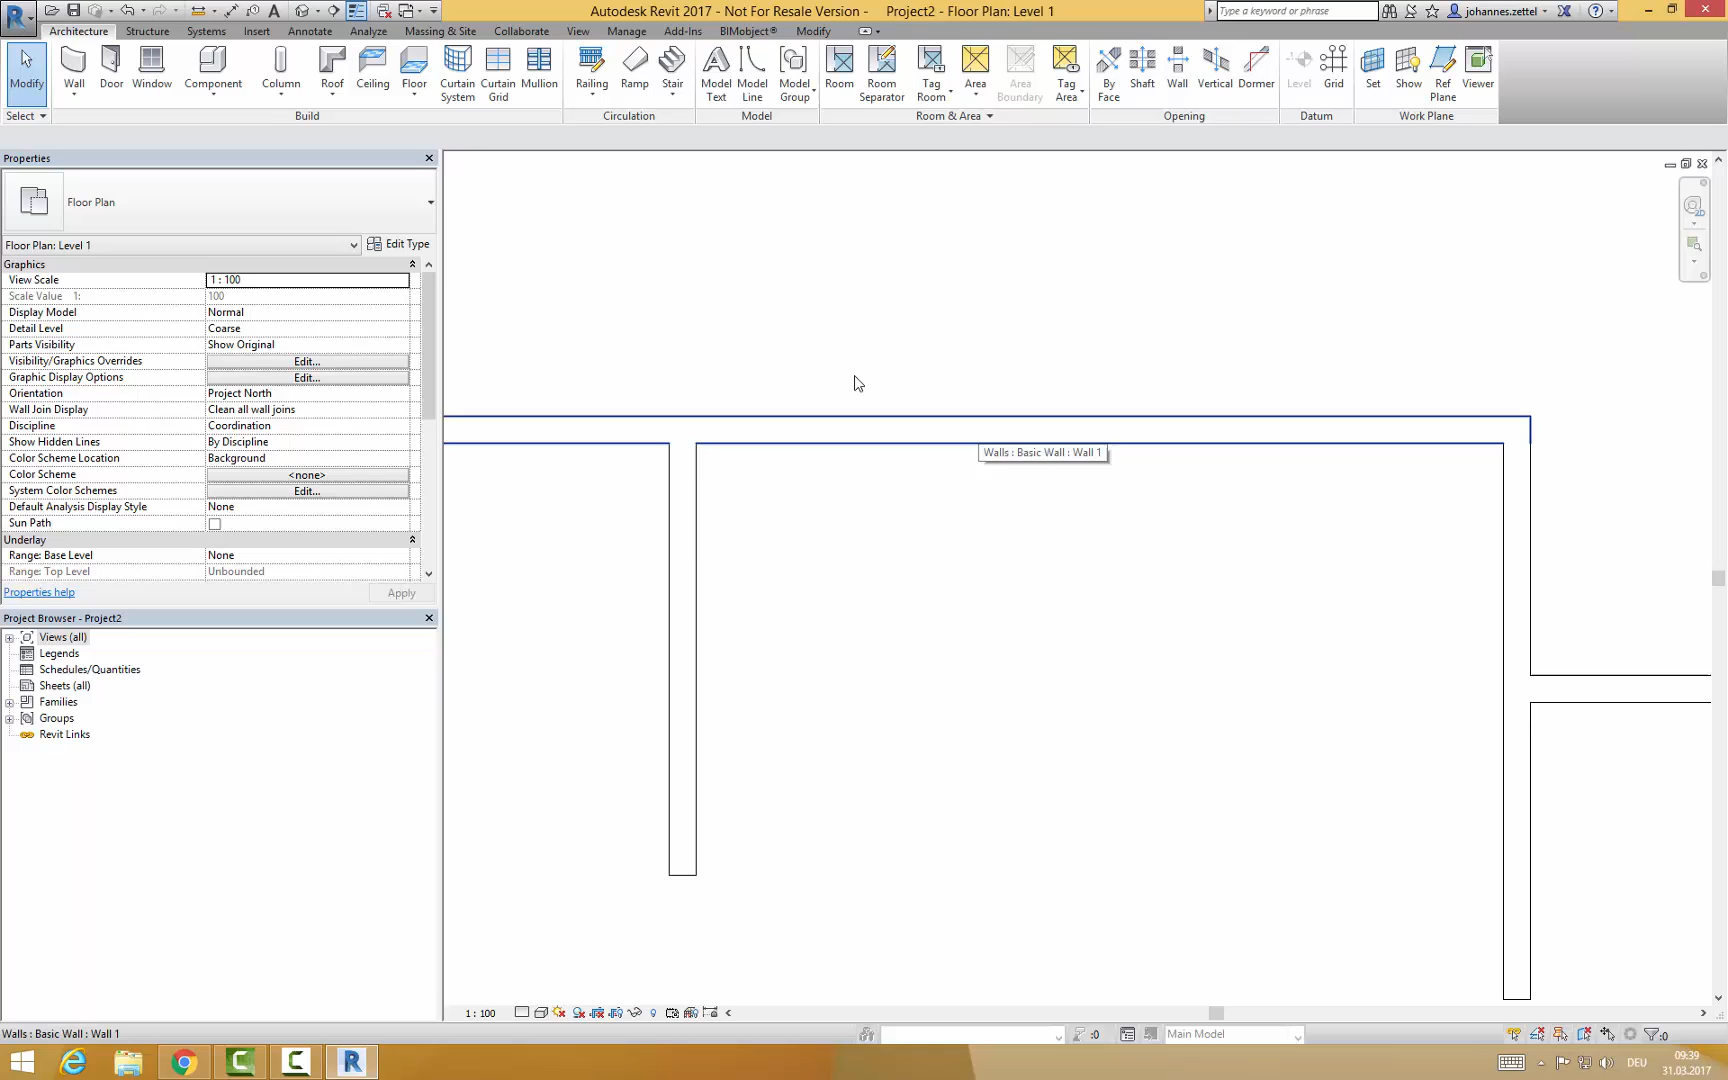 Autodesk Revit 2017 - Not For Resale Version - Project2 - Floor Plan: Level 1
Type a keyword or phrase
johannes.zettel
Architecture Structure Systems Insert Annotate Analyze Massing & Site Collaborate View Manage Add-Ins BIMobject® Modify
Modify Wall Door Window Component Column Roof Ceiling Floor Curtain System Curtain Grid Mullion Railing Ramp Stair Model Text Model Line Model Group Room Room Separator Tag Room Area Area Boundary Tag Area By Face Shaft Wall Vertical Dormer Level Grid Set Show Ref Plane Viewer
Select Build Circulation Model Room & Area Opening Datum Work Plane
Properties
Floor Plan
Floor Plan: Level 1 Edit Type
Graphics
View Scale 1 : 100
Scale Value 1: 100
Display Model Normal
Detail Level Coarse
Parts Visibility Show Original
Visibility/Graphics Overrides Edit...
Graphic Display Options Edit...
Orientation Project North
Wall Join Display Clean all wall joins
Discipline Coordination
Show Hidden Lines By Discipline
Color Scheme Location Background
Color Scheme <none>
System Color Schemes Edit...
Default Analysis Display Style None
Sun Path
Underlay
Range: Base Level None
Range: Top Level Unbounded
Properties help Apply
Project Browser - Project2
Views (all)
Legends
Schedules/Quantities
Sheets (all)
Families
Groups
Revit Links
Walls : Basic Wall : Wall 1
2D
1 : 100
Walls : Basic Wall : Wall 1
:0
Main Model
:0
DEU
09:39
31.03.2017